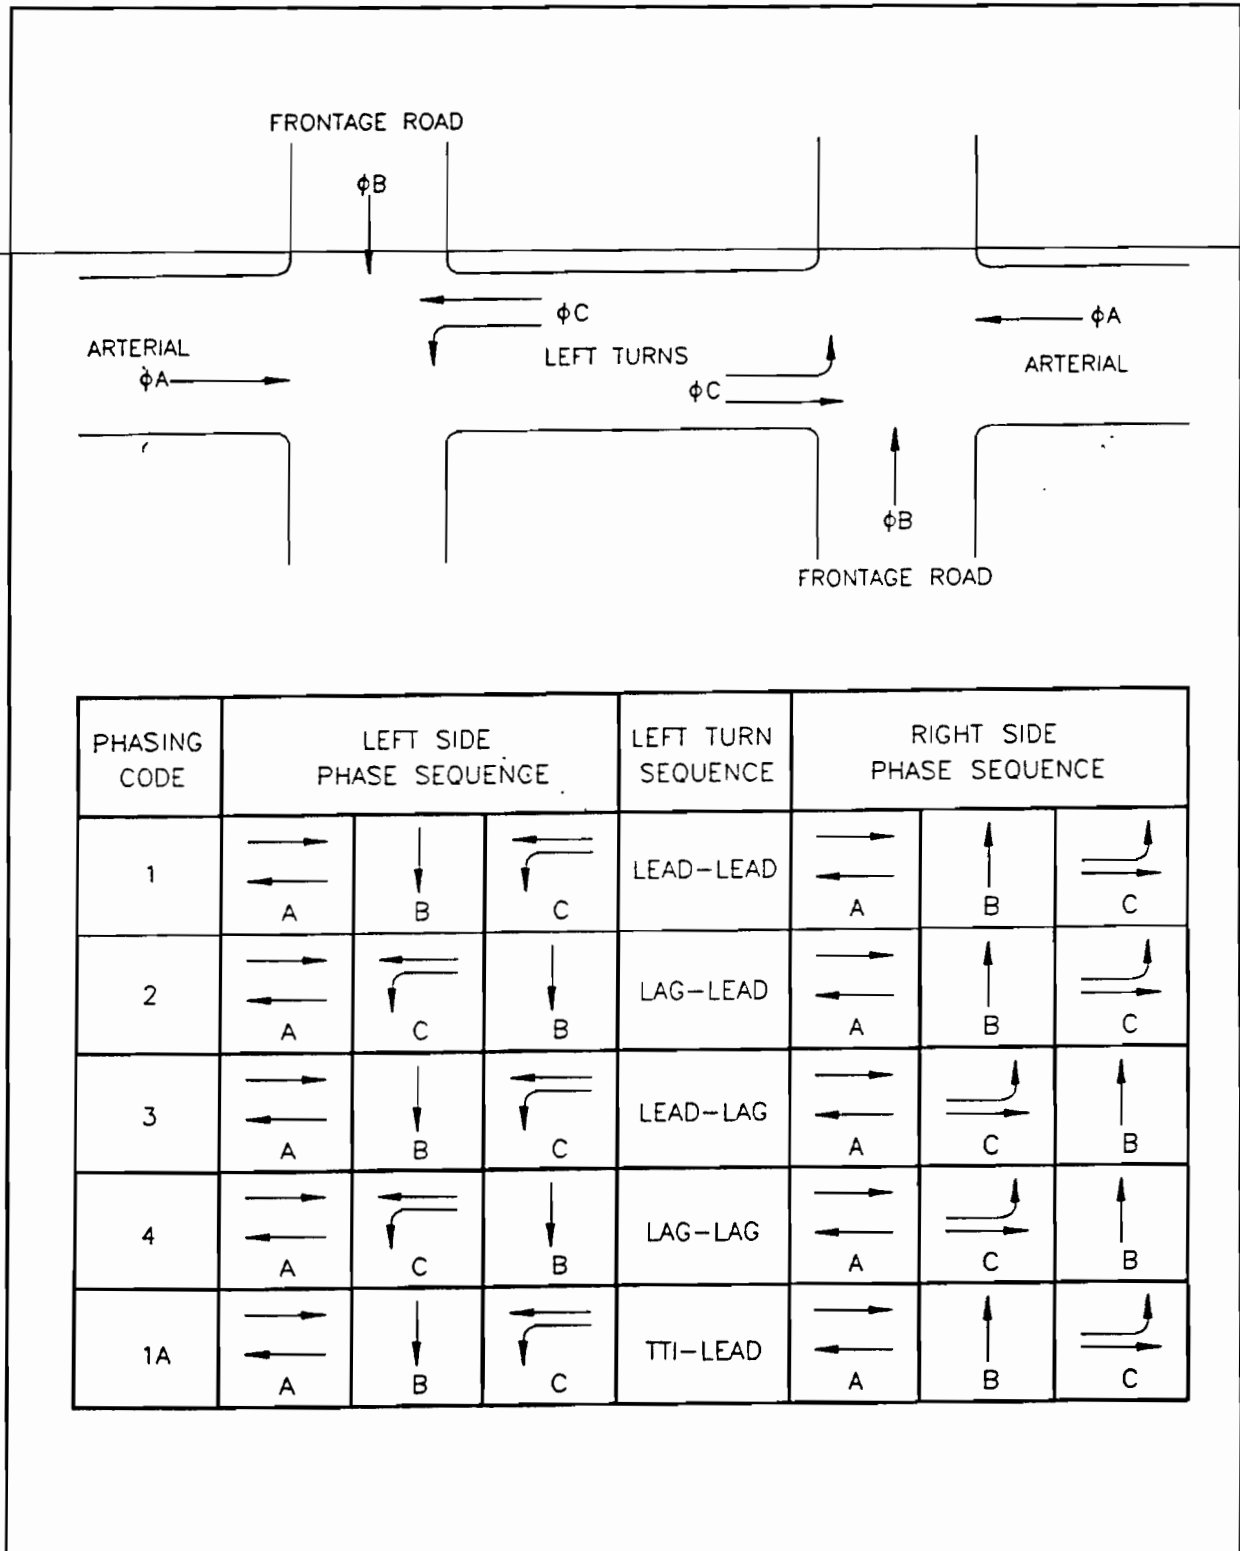 FRONTAGE ROAD
ϕB
ϕC
ϕA
ARTERIAL
LEFT TURNS
ARTERIAL
ϕA
ϕC
ϕB
FRONTAGE ROAD
PHASING CODE
LEFT SIDE PHASE SEQUENCE
LEFT TURN SEQUENCE
RIGHT SIDE PHASE SEQUENCE
1 A B C LEAD-LEAD A B C
2 A C B LAG-LEAD A B C
3 A B C LEAD-LAG A C B
4 A C B LAG-LAG A C B
1A A B C TTI-LEAD A B C